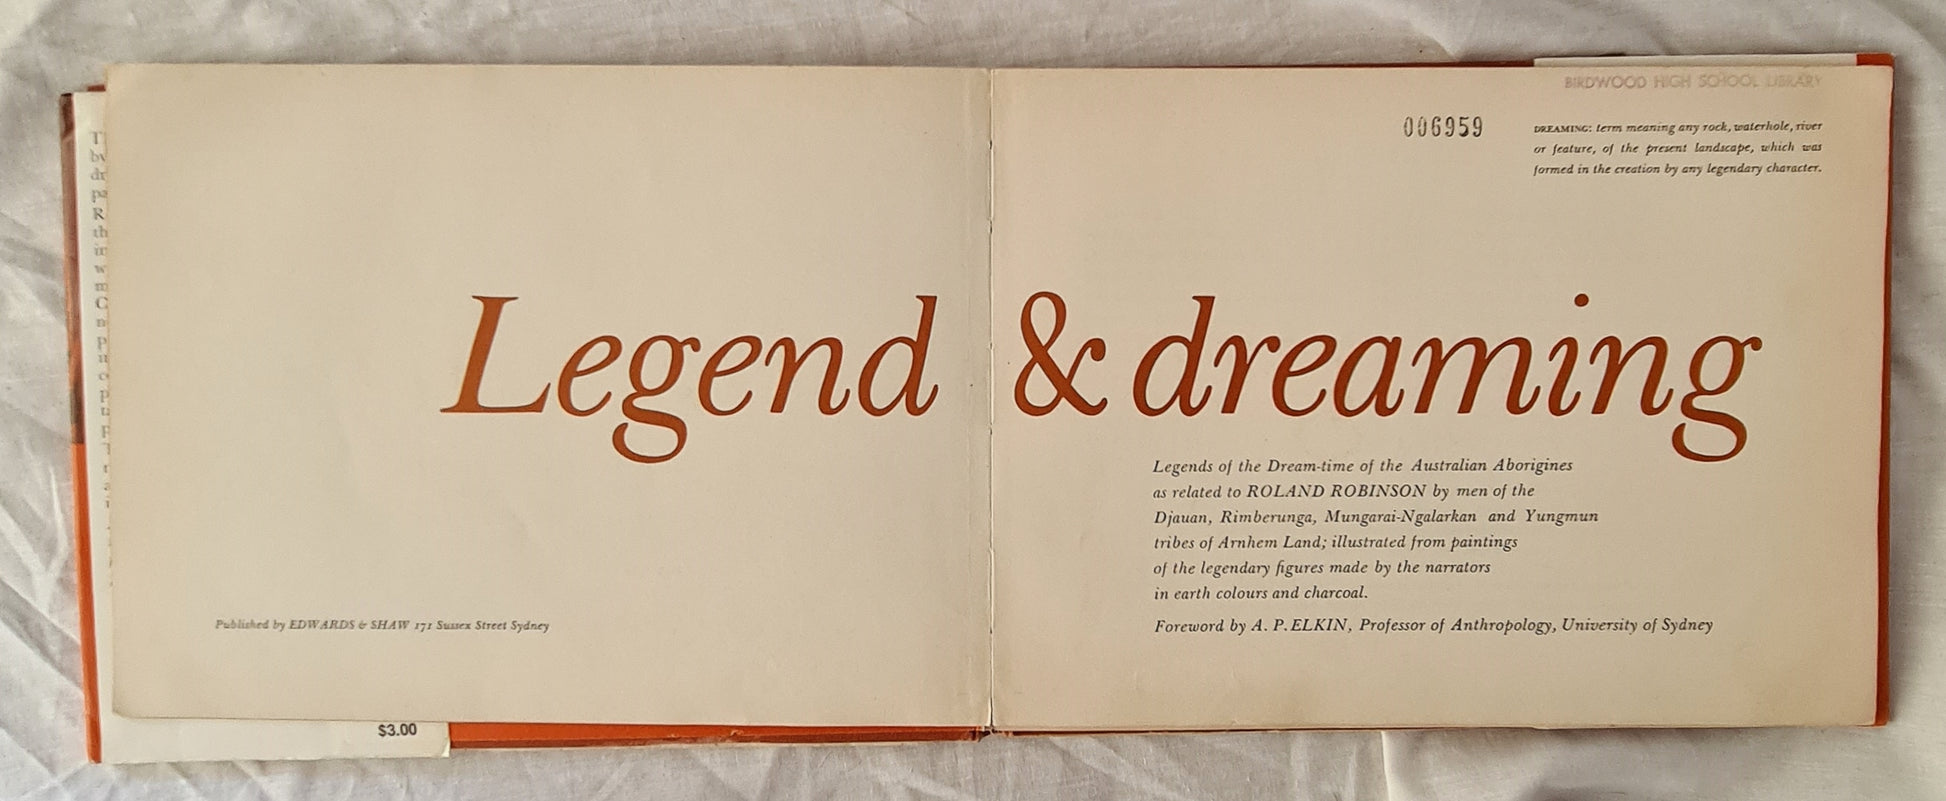 Legend & dreaming
BIRDWOOD HIGH SCHOOL LIBRARY
006959
DREAMING: term meaning any rock, waterhole, river
or feature, of the present landscape, which was
formed in the creation by any legendary character.
Legends of the Dream-time of the Australian Aborigines
as related to ROLAND ROBINSON by men of the
Djauan, Rimberunga, Mungarai-Ngalarkan and Yungmun
tribes of Arnhem Land; illustrated from paintings
of the legendary figures made by the narrators
in earth colours and charcoal.
Foreword by A. P. ELKIN, Professor of Anthropology, University of Sydney
Published by EDWARDS & SHAW 171 Sussex Street Sydney
$3.00